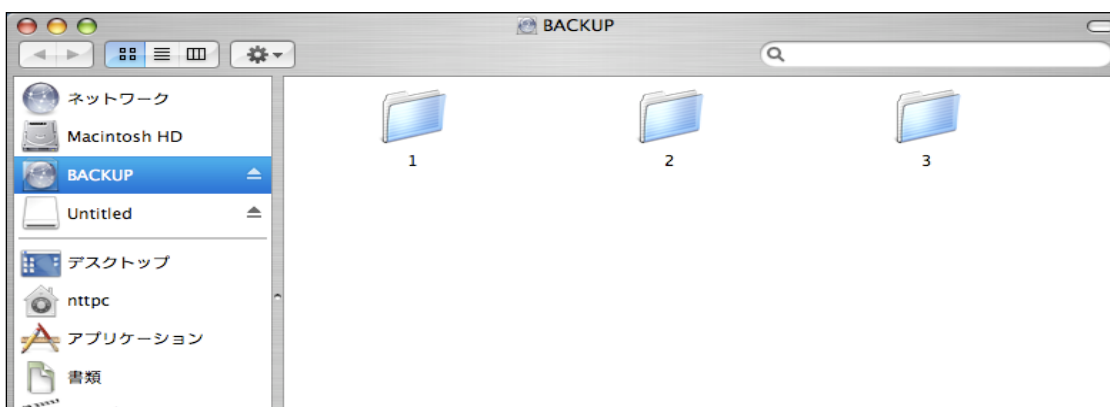 BACKUP
ネットワーク
Macintosh HD
BACKUP
Untitled
デスクトップ
nttpc
アプリケーション
書類
1
2
3